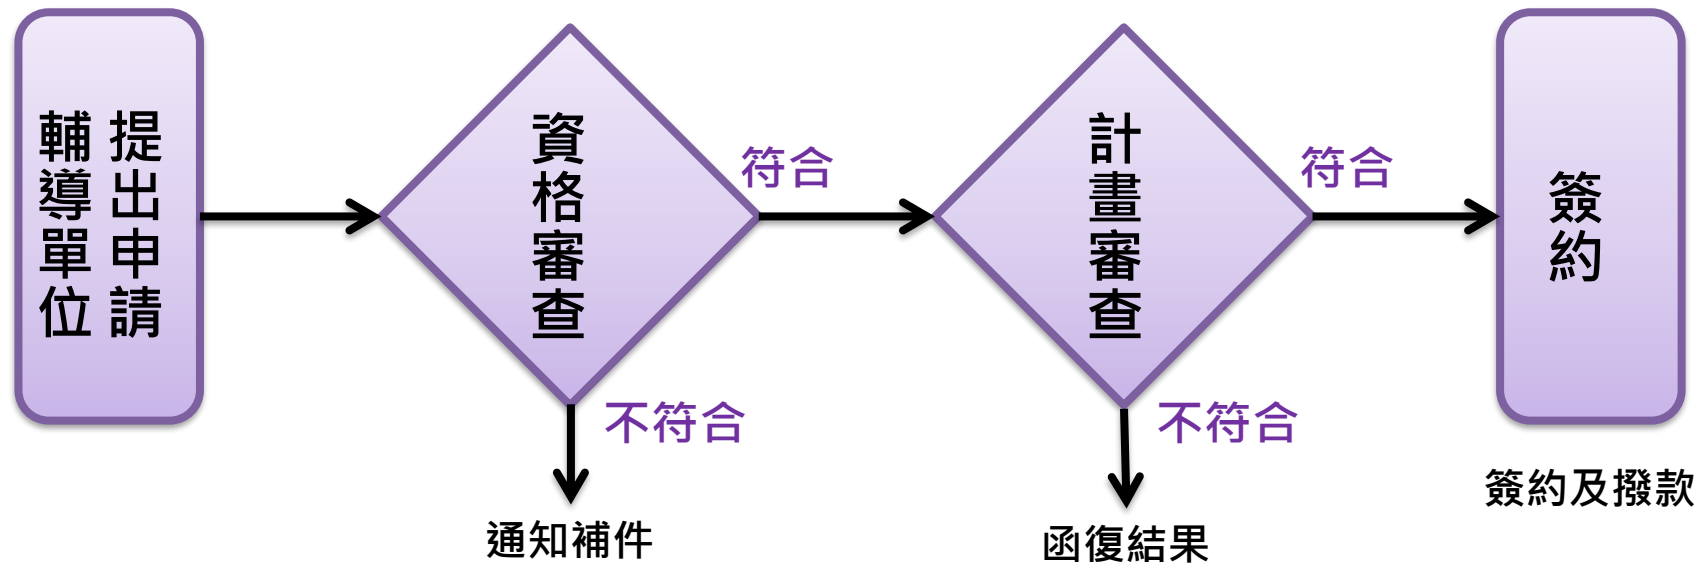 提出申請
輔導單位
資格審查
符合
不符合
通知補件
計畫審查
符合
不符合
函復結果
簽約
簽約及撥款